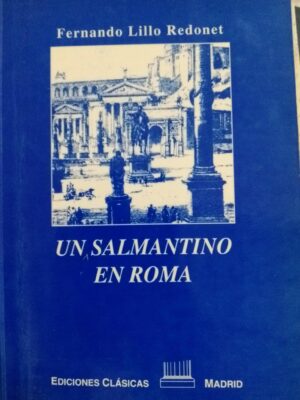 Fernando Lillo Redonet
UN SALMANTINO
EN ROMA
EDICIONES CLÁSICAS MADRID